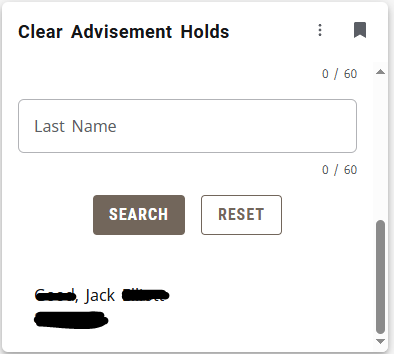 Clear Advisement Holds
0 / 60
Last Name
0 / 60
SEARCH RESET
, Jack